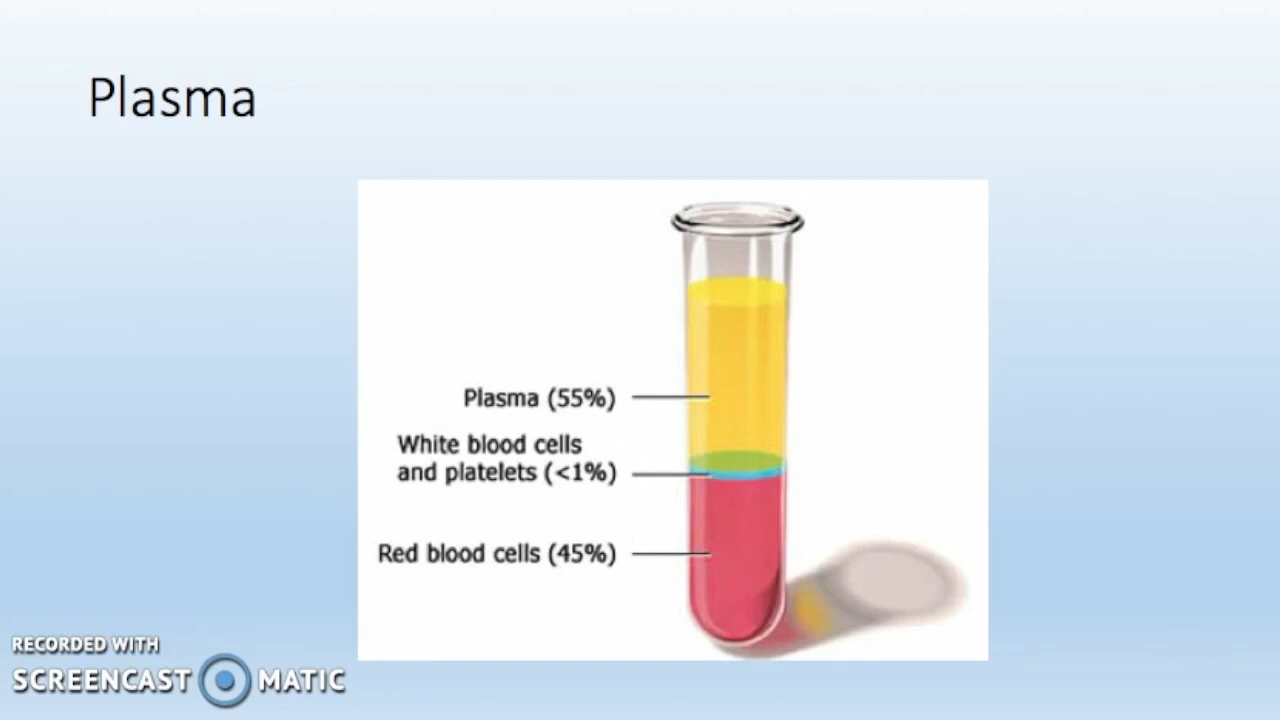 Plasma
Plasma (55%)
White blood cells
and platelets (<1%)
Red blood cells (45%)
RECORDED WITH
SCREENCAST MATIC